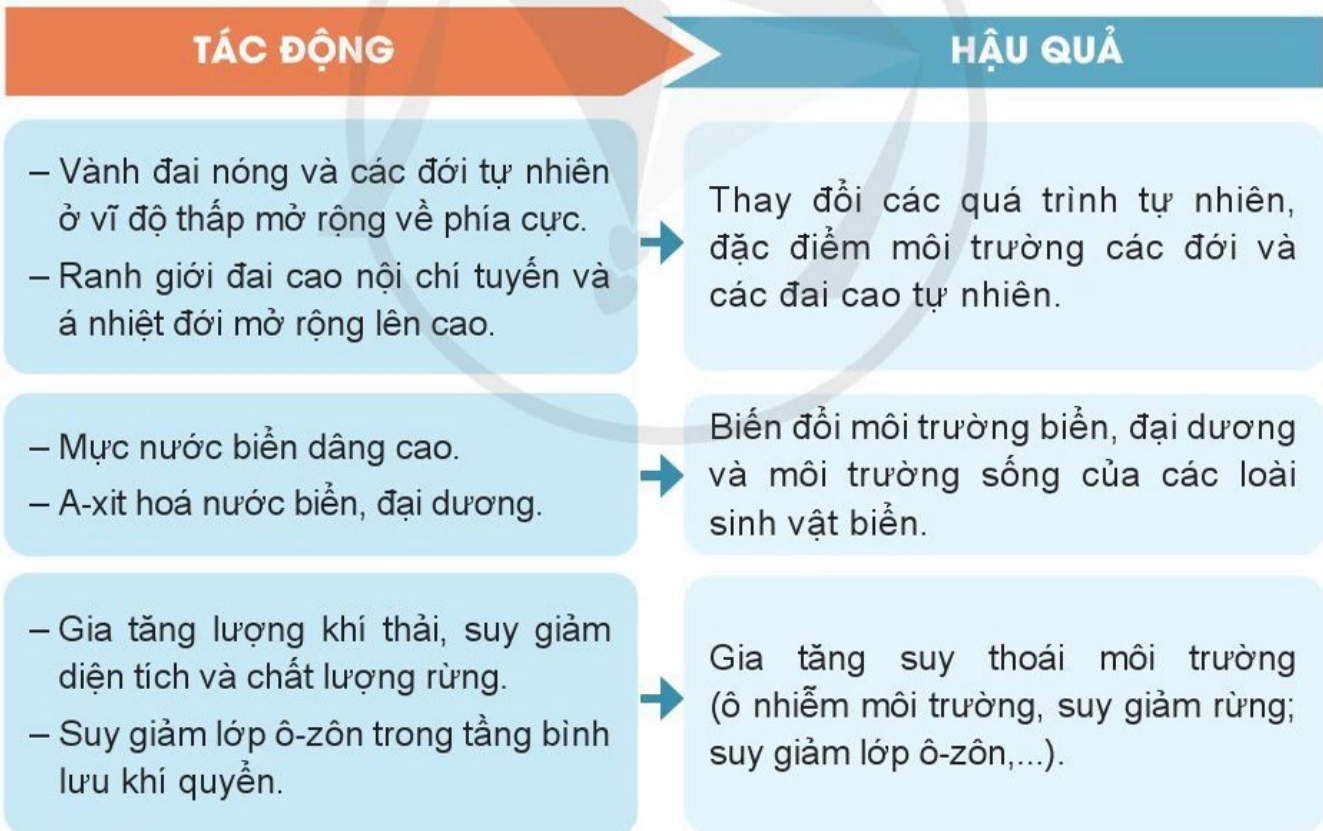 TÁC ĐỘNG
HẬU QUẢ
– Vành đai nóng và các đới tự nhiên
ở vĩ độ thấp mở rộng về phía cực.
– Ranh giới đai cao nội chí tuyến và
á nhiệt đới mở rộng lên cao.
Thay đổi các quá trình tự nhiên,
đặc điểm môi trường các đới và
các đai cao tự nhiên.
– Mực nước biển dâng cao.
– A-xit hoá nước biển, đại dương.
Biến đổi môi trường biển, đại dương
và môi trường sống của các loài
sinh vật biển.
– Gia tăng lượng khí thải, suy giảm
diện tích và chất lượng rừng.
– Suy giảm lớp ô-zôn trong tầng bình
lưu khí quyển.
Gia tăng suy thoái môi trường
(ô nhiễm môi trường, suy giảm rừng;
suy giảm lớp ô-zôn,...).